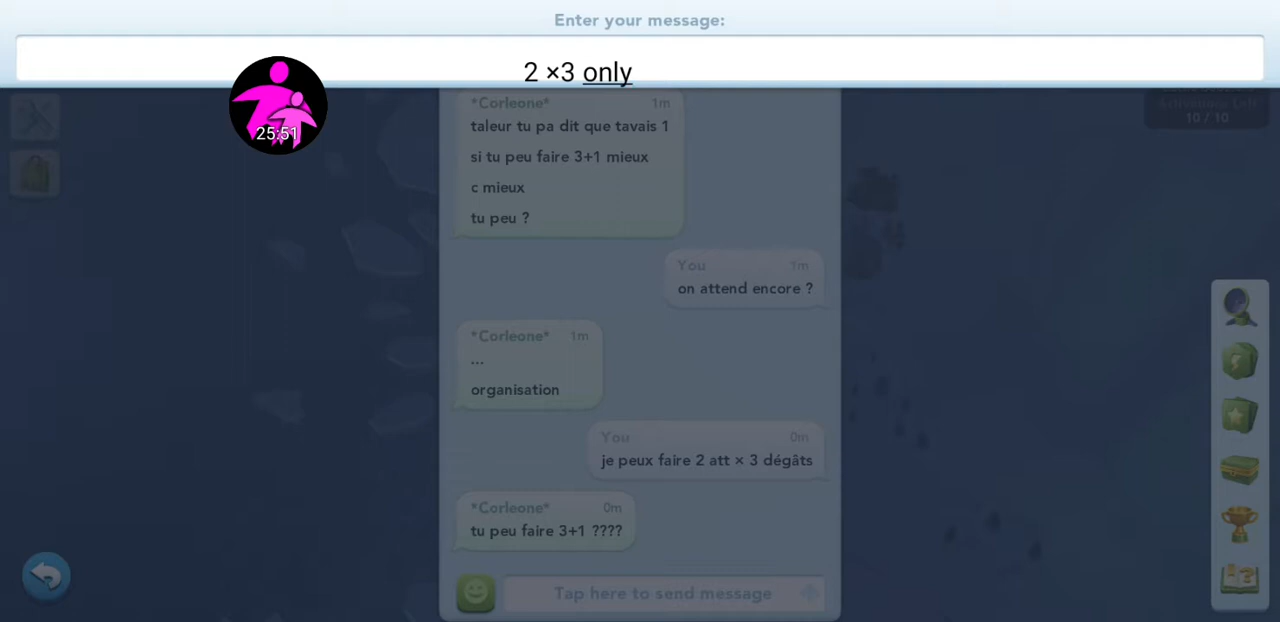 Enter your message:
2 ×3 only
25:51
*Corleone* 1m
taleur tu pa dit que tavais 1
si tu peu faire 3+1 mieux
c mieux
tu peu ?
You 1m
on attend encore ?
*Corleone* 1m
...
organisation
You 0m
je peux faire 2 att × 3 dégâts
*Corleone* 0m
tu peu faire 3+1 ????
Tap here to send message
10 / 10